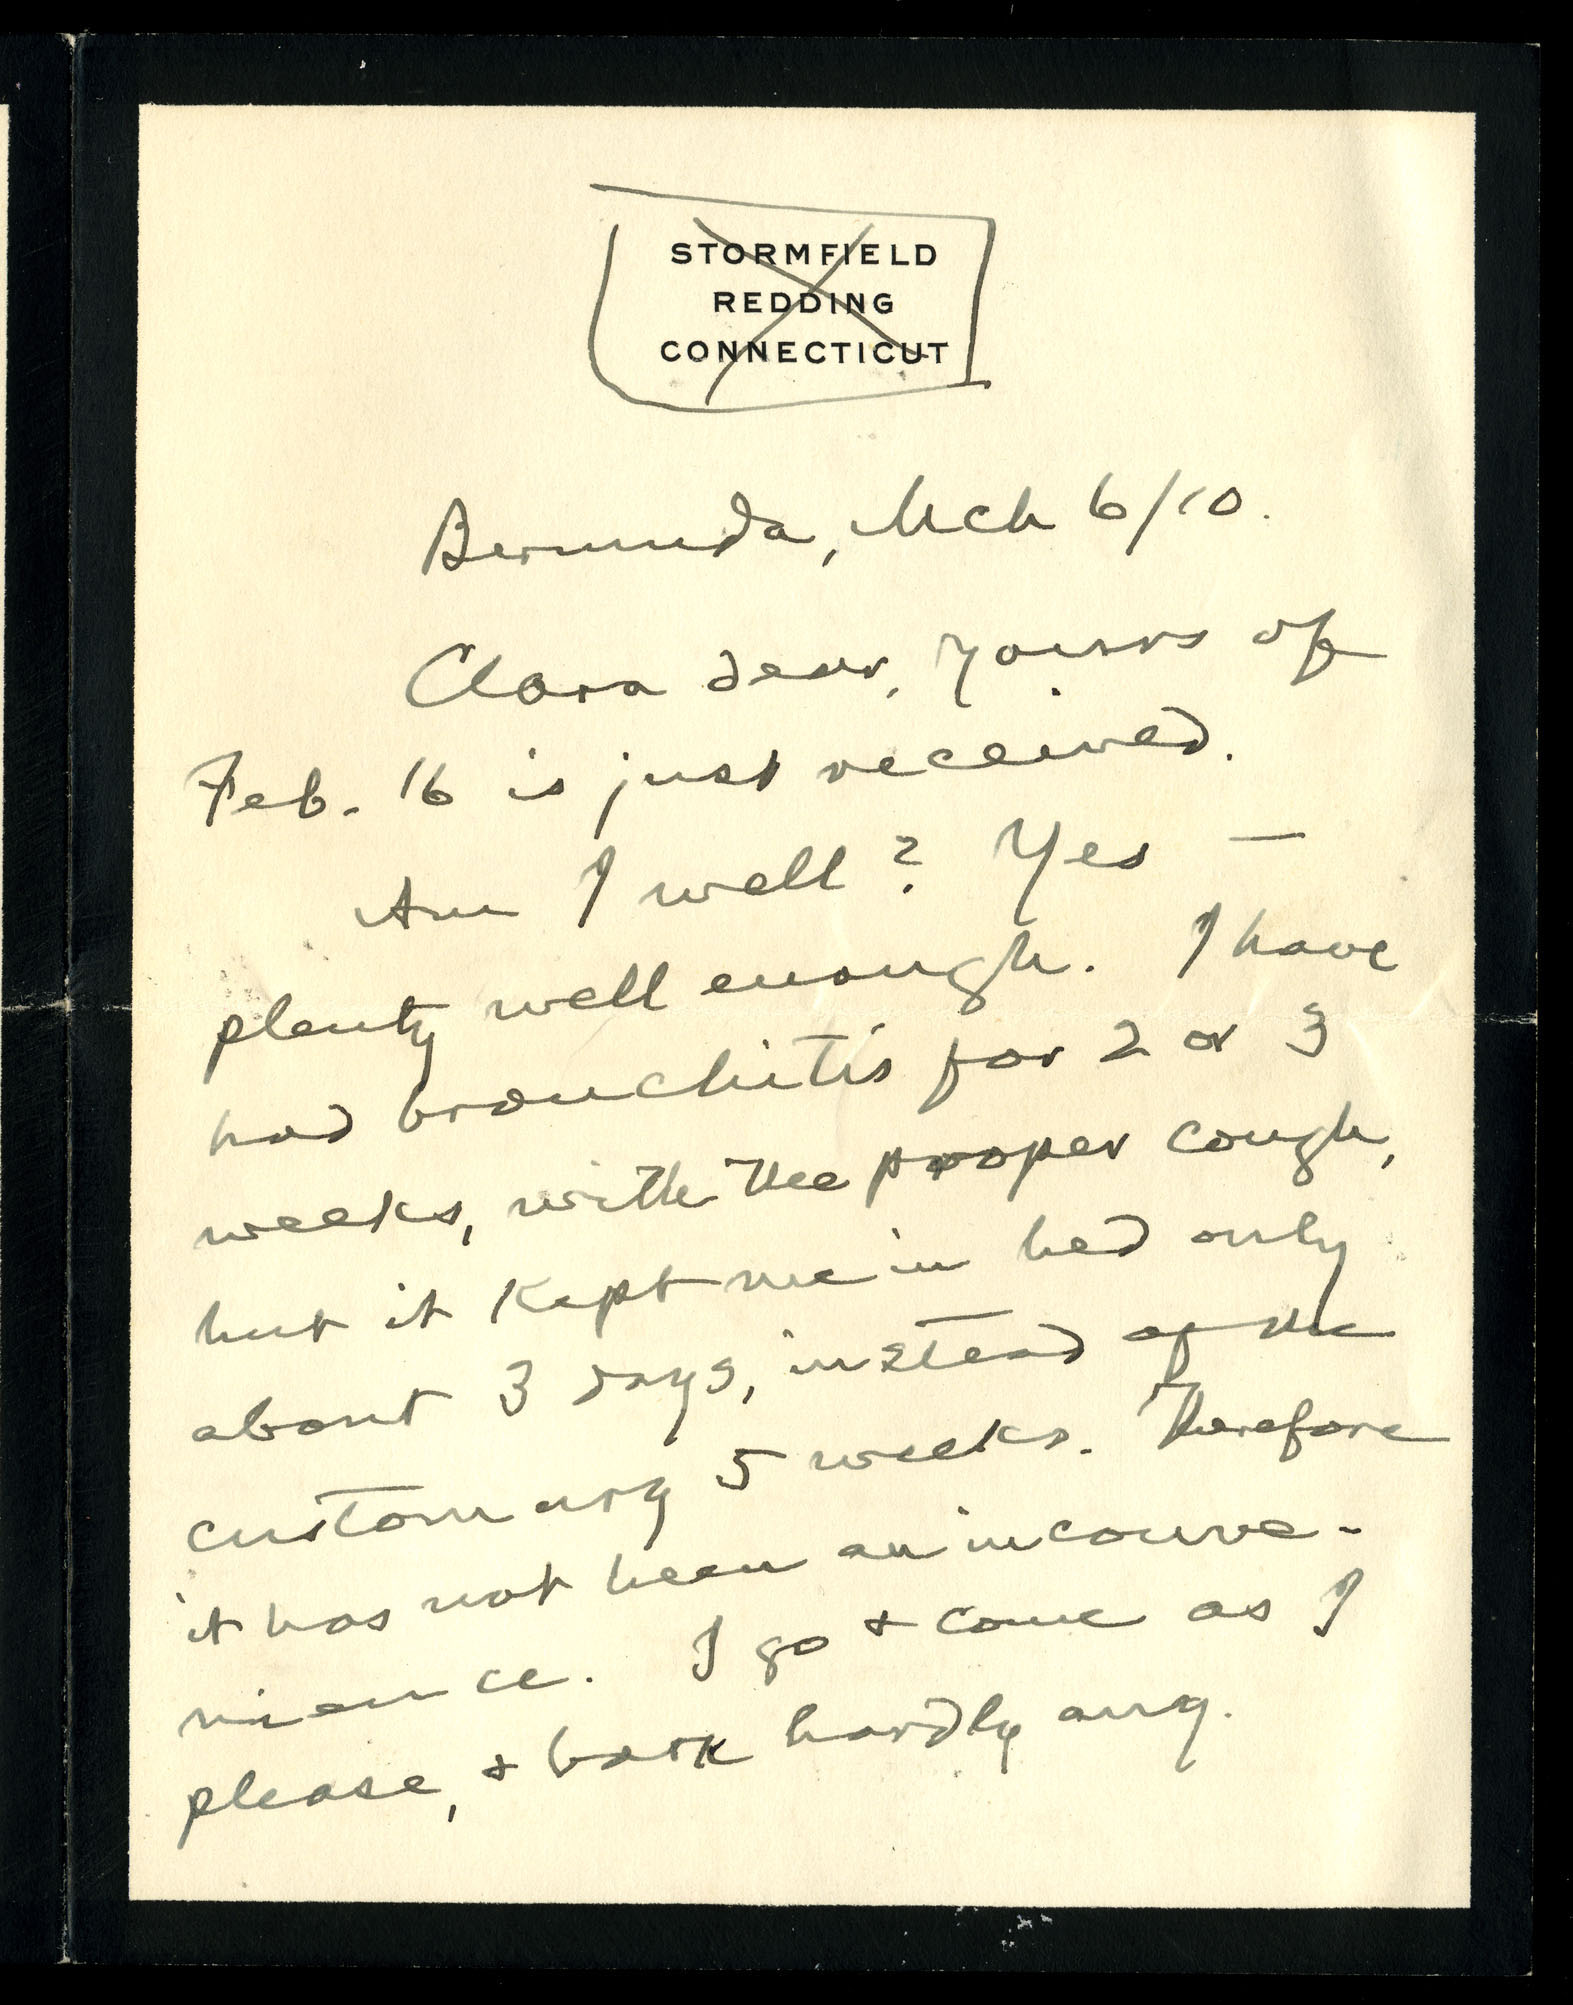 STORMFIELD
REDDING
CONNECTICUT
Bermuda, Mch 6/10.
Clara dear, yours of
Feb. 16 is just received.
Am I well? Yes —
plenty well enough. I have
had bronchitis for 2 or 3
weeks, with the proper cough,
but it kept me in bed only
about 3 days, instead of the
customary 5 weeks. Therefore
it has not been an inconve-
nience. I go & come as I
please, & bark hardly any.